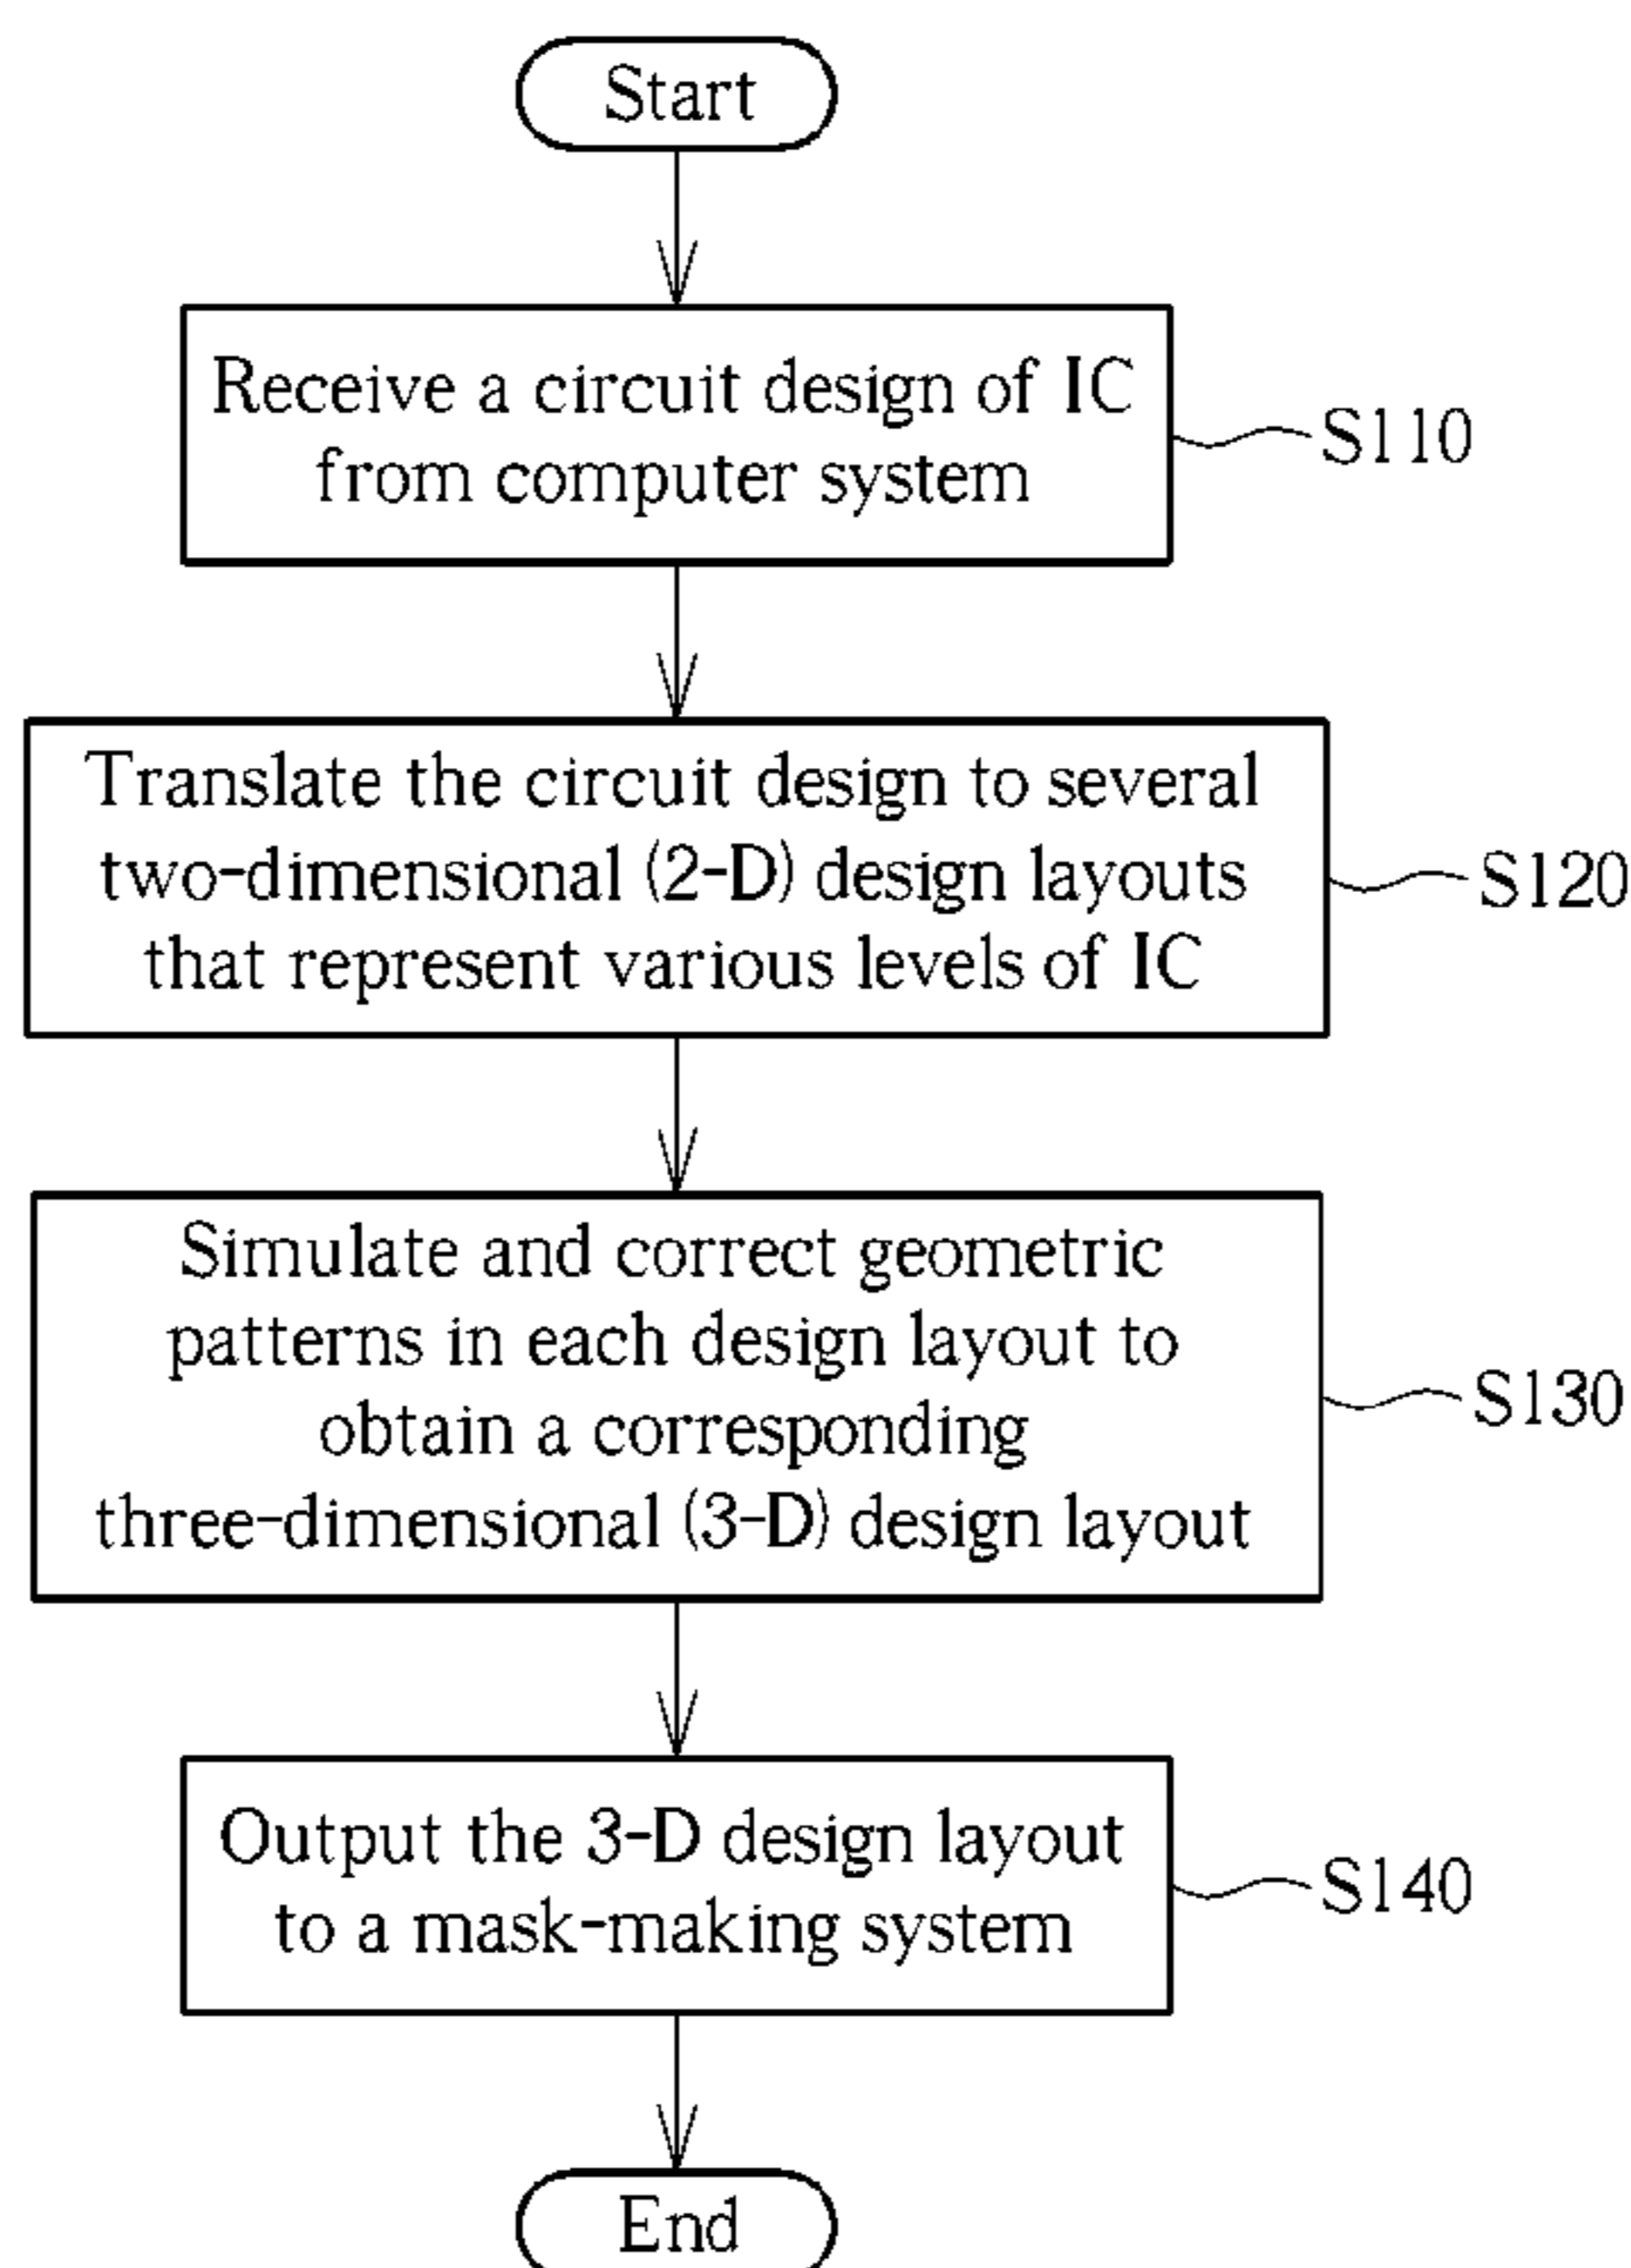 Start
Receive a circuit design of IC
from computer system
S110
Translate the circuit design to several
two-dimensional (2-D) design layouts
that represent various levels of IC
S120
Simulate and correct geometric
patterns in each design layout to
obtain a corresponding
three-dimensional (3-D) design layout
S130
Output the 3-D design layout
to a mask-making system
S140
End